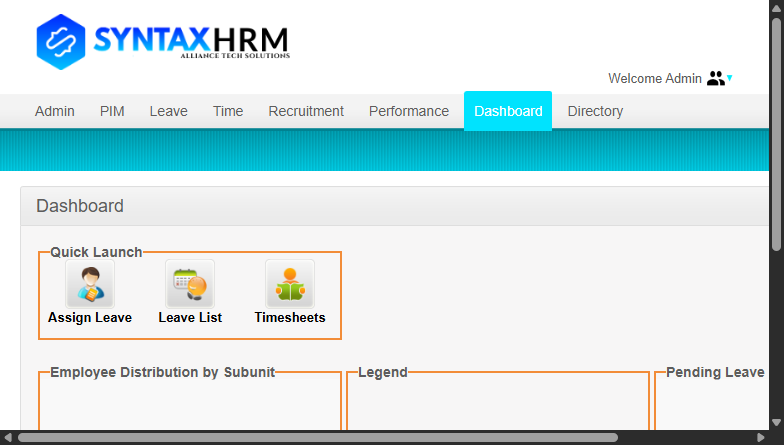 SYNTAXHRM
ALLIANCE TECH SOLUTIONS
Welcome Admin
Admin PIM Leave Time Recruitment Performance Dashboard Directory
Dashboard
Quick Launch
Assign Leave Leave List Timesheets
Employee Distribution by Subunit Legend Pending Leave